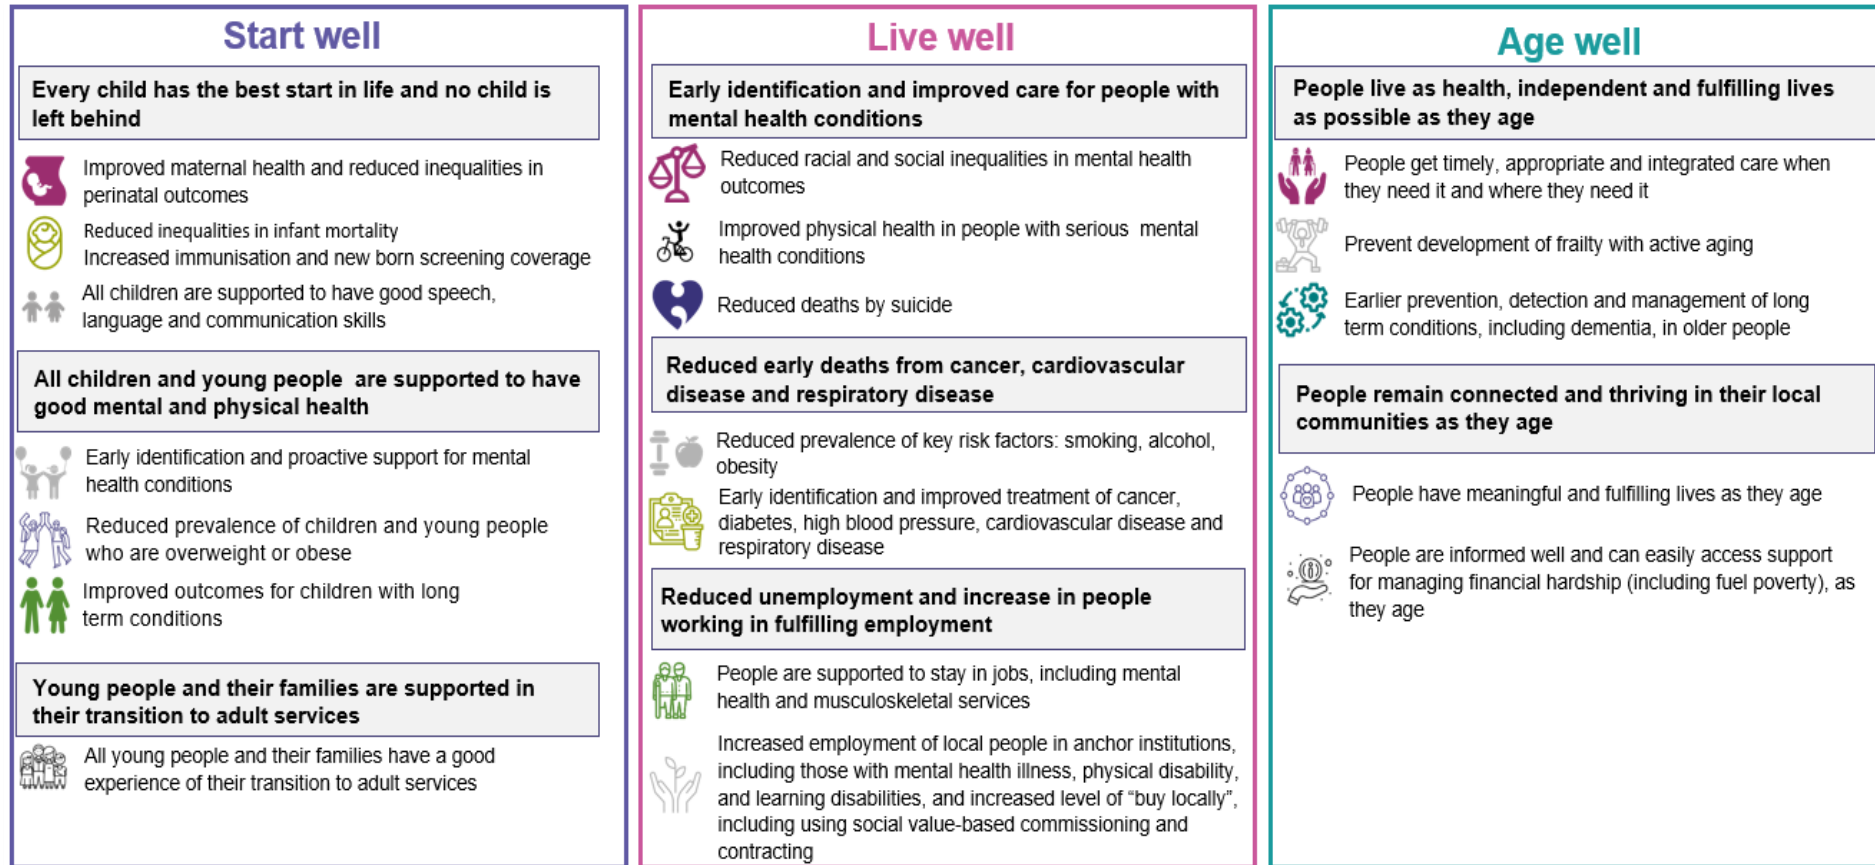 Start well
Every child has the best start in life and no child is
left behind
Improved maternal health and reduced inequalities in
perinatal outcomes
Reduced inequalities in infant mortality
Increased immunisation and new born screening coverage
All children are supported to have good speech,
language and communication skills
All children and young people are supported to have
good mental and physical health
Early identification and proactive support for mental
health conditions
Reduced prevalence of children and young people
who are overweight or obese
Improved outcomes for children with long
term conditions
Young people and their families are supported in
their transition to adult services
All young people and their families have a good
experience of their transition to adult services
Live well
Early identification and improved care for people with
mental health conditions
Reduced racial and social inequalities in mental health
outcomes
Improved physical health in people with serious mental
health conditions
Reduced deaths by suicide
Reduced early deaths from cancer, cardiovascular
disease and respiratory disease
Reduced prevalence of key risk factors: smoking, alcohol,
obesity
Early identification and improved treatment of cancer,
diabetes, high blood pressure, cardiovascular disease and
respiratory disease
Reduced unemployment and increase in people
working in fulfilling employment
People are supported to stay in jobs, including mental
health and musculoskeletal services
Increased employment of local people in anchor institutions,
including those with mental health illness, physical disability,
and learning disabilities, and increased level of “buy locally”,
including using social value-based commissioning and
contracting
Age well
People live as health, independent and fulfilling lives
as possible as they age
People get timely, appropriate and integrated care when
they need it and where they need it
Prevent development of frailty with active aging
Earlier prevention, detection and management of long
term conditions, including dementia, in older people
People remain connected and thriving in their local
communities as they age
People have meaningful and fulfilling lives as they age
People are informed well and can easily access support
for managing financial hardship (including fuel poverty), as
they age